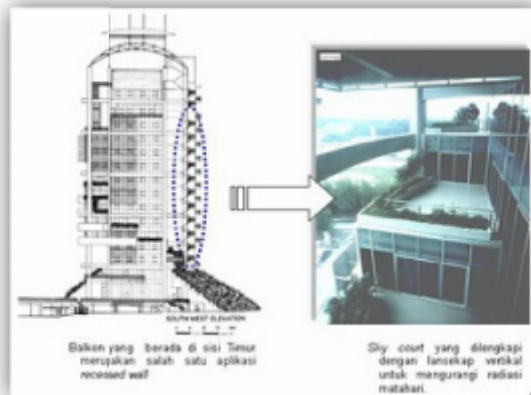 SOUTH WEST ELEVATION
Balkon yang berada di sisi Timur
merupakan salah satu aplikasi
recessed wall
Sky court yang dilengkapi
dengan lansekap vertikal
untuk mengurangi radiasi
matahari.